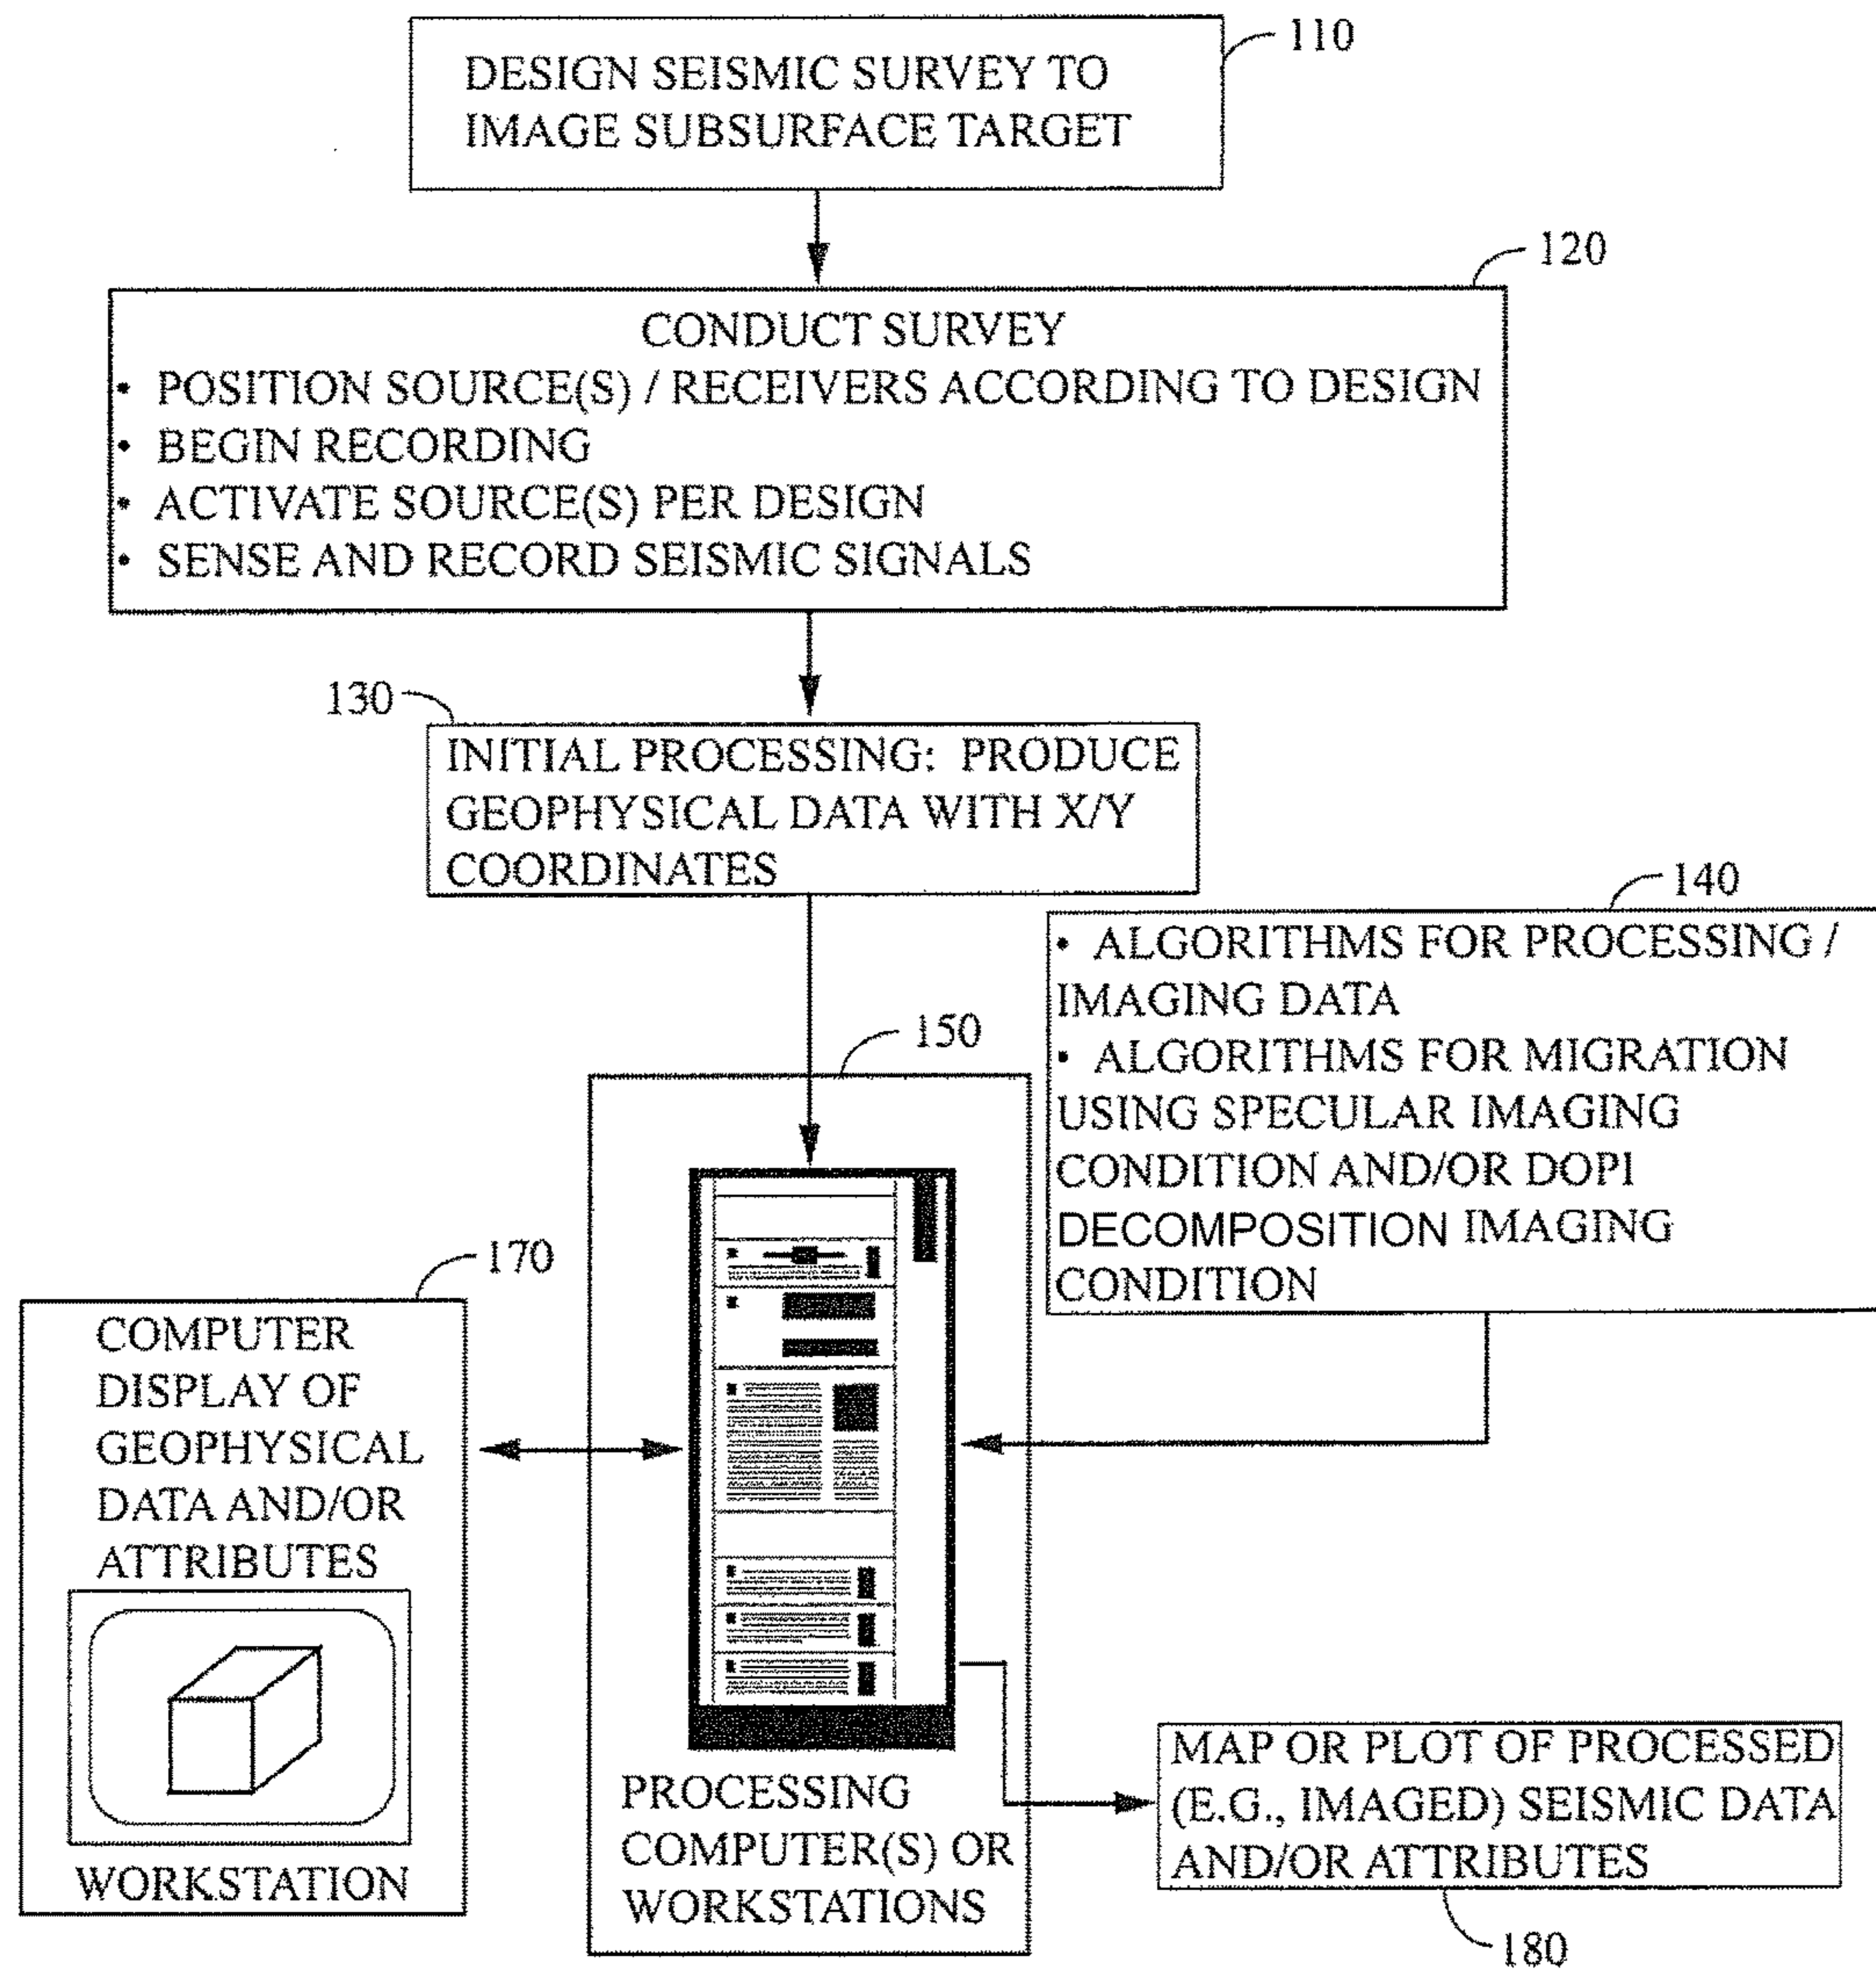 110
DESIGN SEISMIC SURVEY TO
IMAGE SUBSURFACE TARGET
120
CONDUCT SURVEY
• POSITION SOURCE(S) / RECEIVERS ACCORDING TO DESIGN
• BEGIN RECORDING
• ACTIVATE SOURCE(S) PER DESIGN
• SENSE AND RECORD SEISMIC SIGNALS
130
INITIAL PROCESSING: PRODUCE
GEOPHYSICAL DATA WITH X/Y
COORDINATES
140
• ALGORITHMS FOR PROCESSING /
IMAGING DATA
• ALGORITHMS FOR MIGRATION
USING SPECULAR IMAGING
CONDITION AND/OR DOPI
DECOMPOSITION IMAGING
CONDITION
150
PROCESSING
COMPUTER(S) OR
WORKSTATIONS
170
COMPUTER
DISPLAY OF
GEOPHYSICAL
DATA AND/OR
ATTRIBUTES
WORKSTATION
MAP OR PLOT OF PROCESSED
(E.G., IMAGED) SEISMIC DATA
AND/OR ATTRIBUTES
180